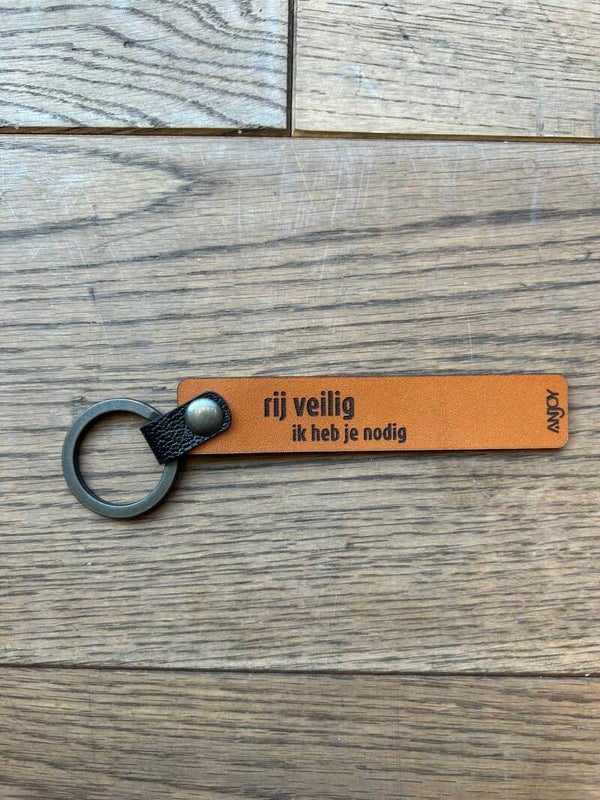 rij veilig
ik heb je nodig
ANJOY